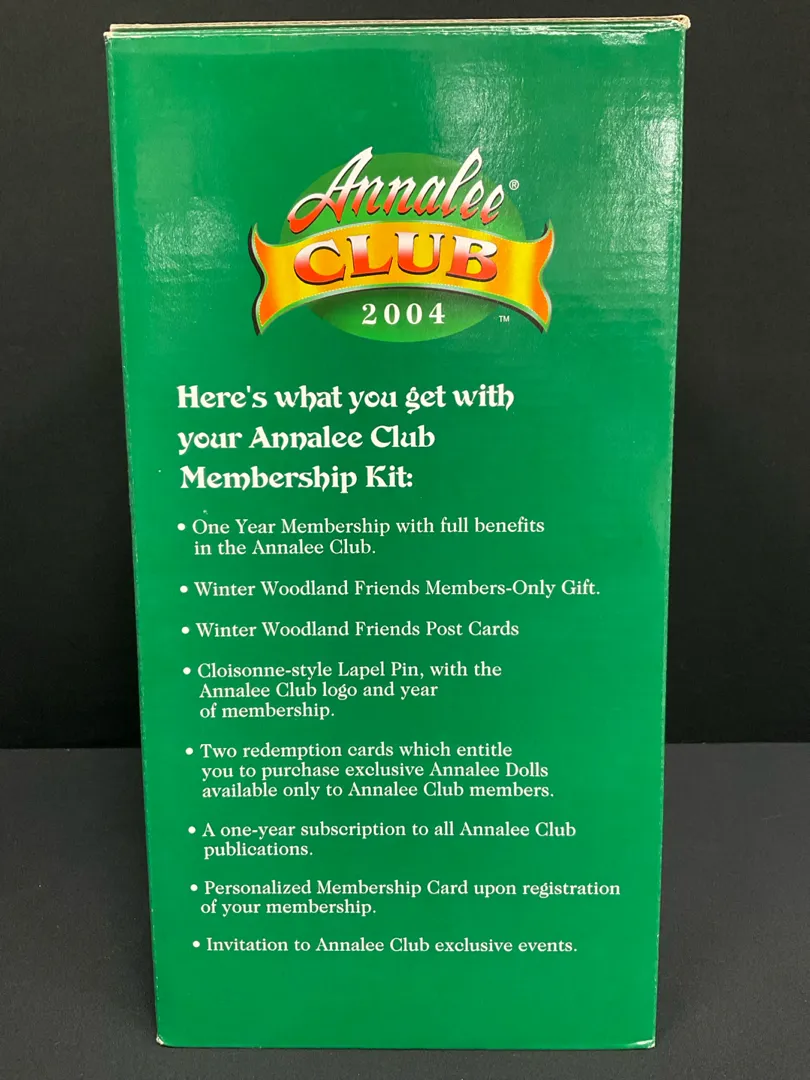 Annalee®
CLUB
2004 ™
Here's what you get with
your Annalee Club
Membership Kit:
• One Year Membership with full benefits
in the Annalee Club.
• Winter Woodland Friends Members-Only Gift.
• Winter Woodland Friends Post Cards
• Cloisonne-style Lapel Pin, with the
Annalee Club logo and year
of membership.
• Two redemption cards which entitle
you to purchase exclusive Annalee Dolls
available only to Annalee Club members.
• A one-year subscription to all Annalee Club
publications.
• Personalized Membership Card upon registration
of your membership.
• Invitation to Annalee Club exclusive events.